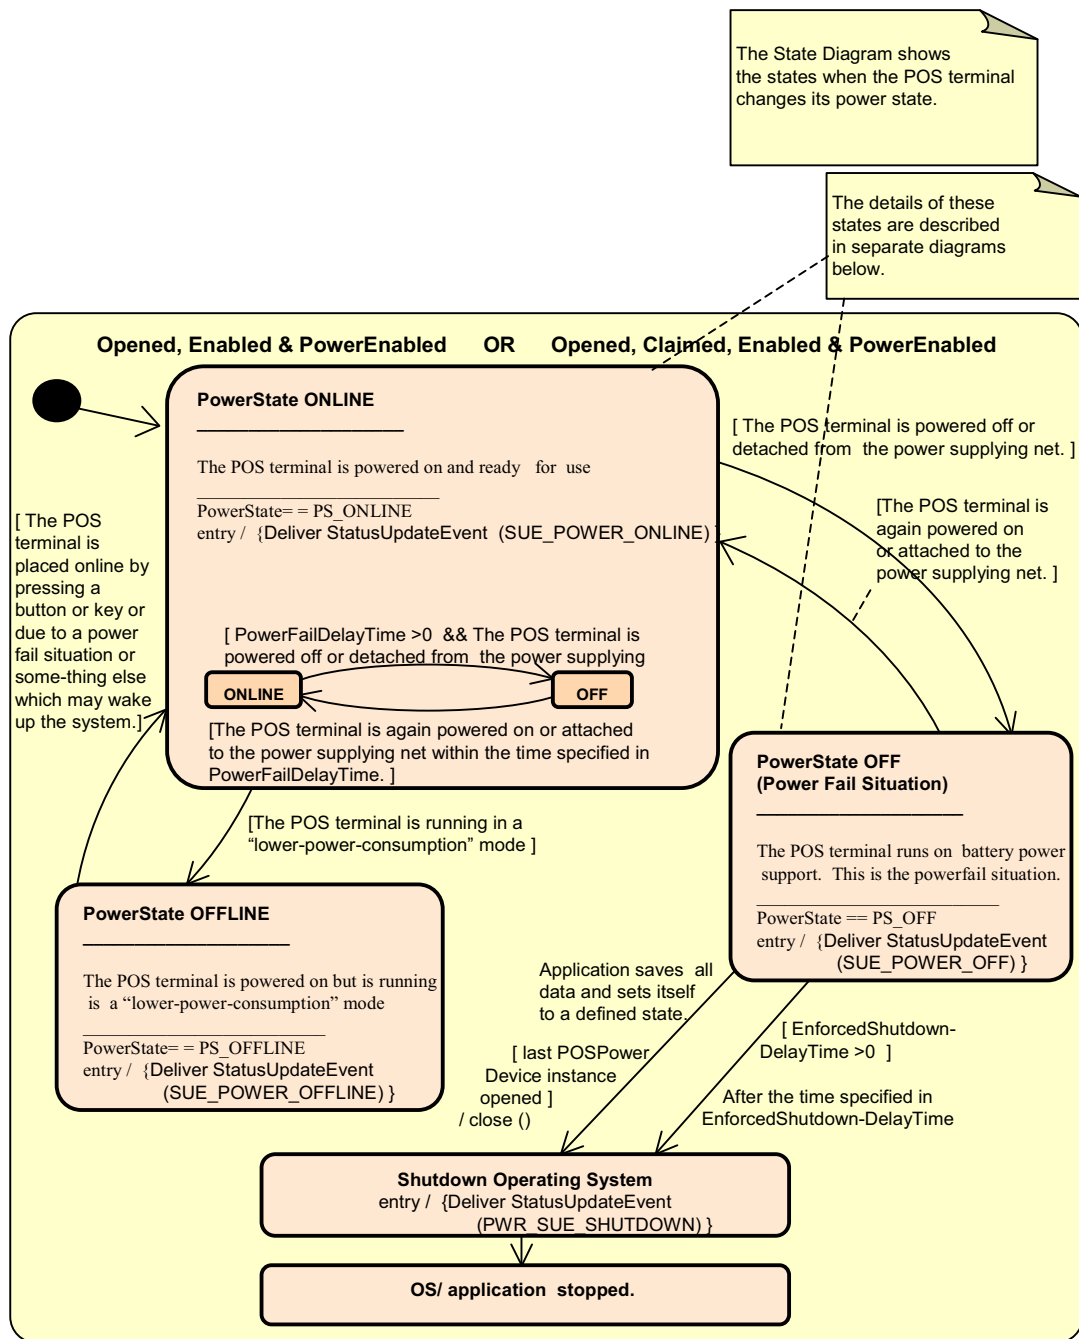 The State Diagram shows
the states when the POS terminal
changes its power state.
The details of these
states are described
in separate diagrams
below.
Opened, Enabled & PowerEnabled OR Opened, Claimed, Enabled & PowerEnabled
PowerState ONLINE
The POS terminal is powered on and ready for use
PowerState= = PS_ONLINE
entry / {Deliver StatusUpdateEvent (SUE_POWER_ONLINE) }
[ The POS terminal is powered off or
detached from the power supplying net. ]
[The POS terminal is
again powered on
or attached to the
power supplying net. ]
[ The POS
terminal is
placed online by
pressing a
button or key or
due to a power
fail situation or
some-thing else
which may wake
up the system.]
[ PowerFailDelayTime >0 && The POS terminal is
powered off or detached from the power supplying
ONLINE
OFF
[The POS terminal is again powered on or attached
to the power supplying net within the time specified in
PowerFailDelayTime. ]
[The POS terminal is running in a
“lower-power-consumption” mode ]
PowerState OFF
(Power Fail Situation)
The POS terminal runs on battery power
support. This is the powerfail situation.
PowerState == PS_OFF
entry / {Deliver StatusUpdateEvent
(SUE_POWER_OFF) }
PowerState OFFLINE
The POS terminal is powered on but is running
is a “lower-power-consumption” mode
PowerState= = PS_OFFLINE
entry / {Deliver StatusUpdateEvent
(SUE_POWER_OFFLINE) }
Application saves all
data and sets itself
to a defined state.
[ last POSPower
Device instance
opened ]
/ close ()
[ EnforcedShutdown-
DelayTime >0 ]
After the time specified in
EnforcedShutdown-DelayTime
Shutdown Operating System
entry / {Deliver StatusUpdateEvent
(PWR_SUE_SHUTDOWN) }
OS/ application stopped.